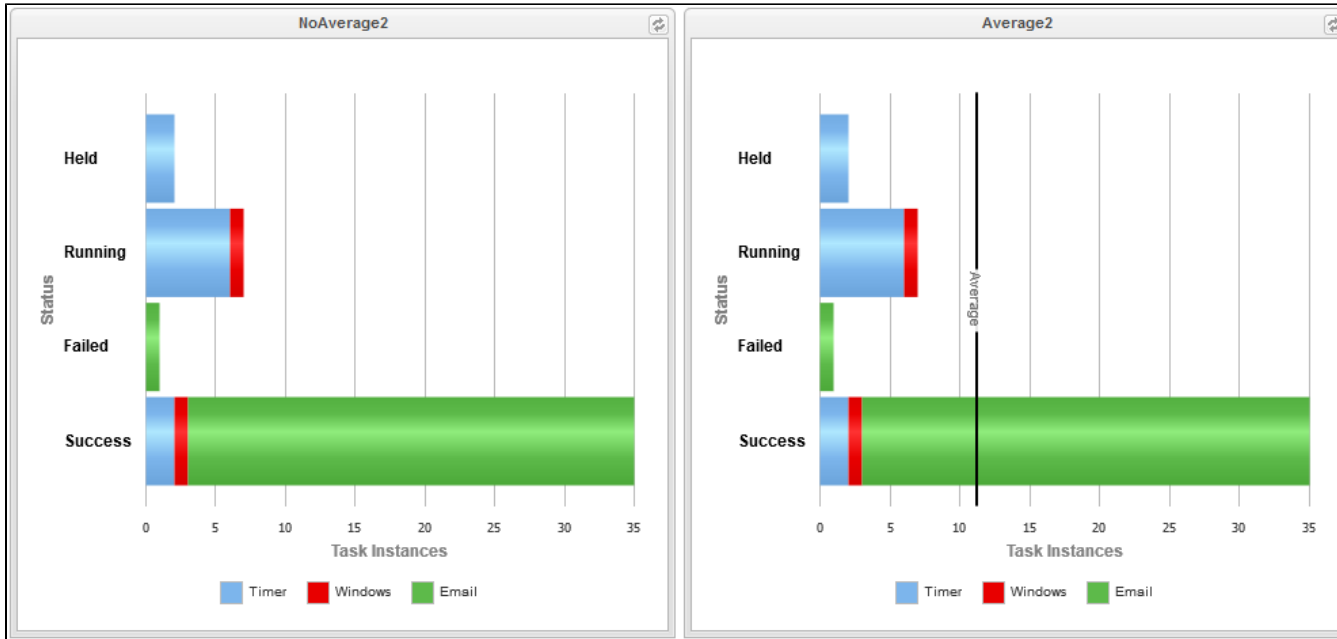 NoAverage2
Held
Running
Failed
Success
Status
0 5 10 15 20 25 30 35
Task Instances
Timer Windows Email
Average2
Held
Running
Failed
Success
Status
Average
0 5 10 15 20 25 30 35
Task Instances
Timer Windows Email